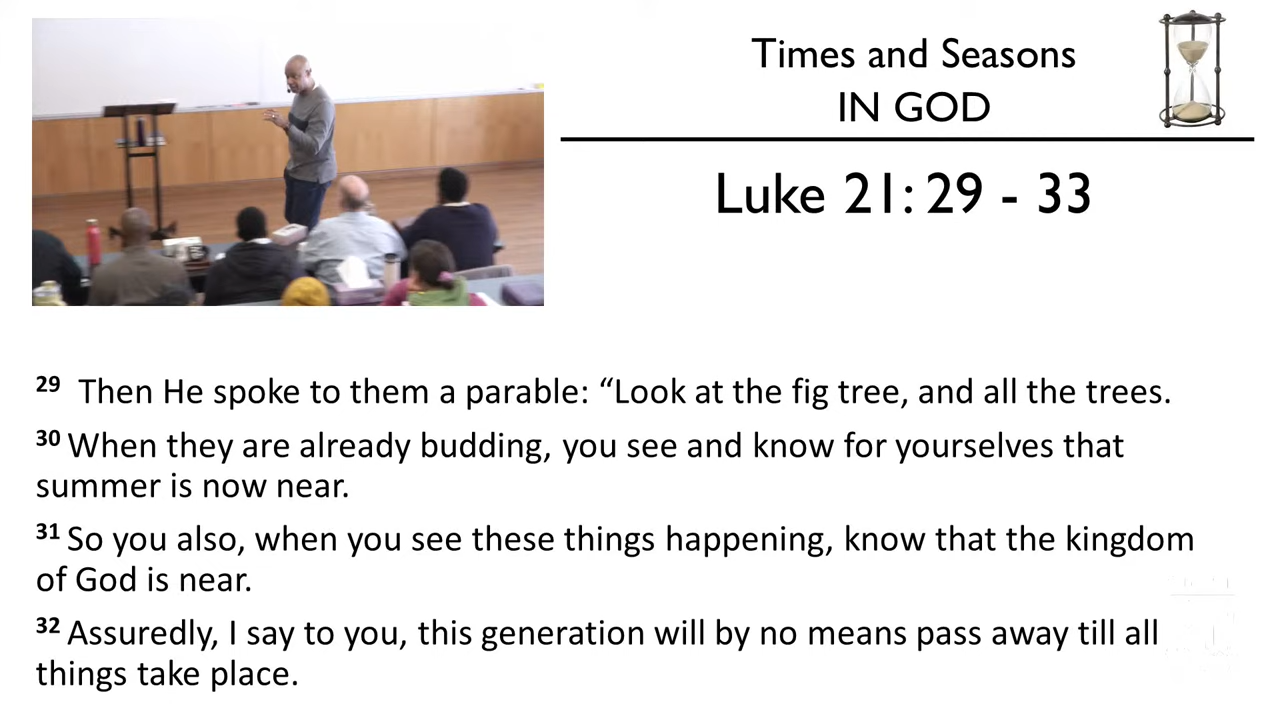 Times and Seasons
IN GOD
Luke 21: 29 - 33
29 Then He spoke to them a parable: “Look at the fig tree, and all the trees.
30 When they are already budding, you see and know for yourselves that
summer is now near.
31 So you also, when you see these things happening, know that the kingdom
of God is near.
32 Assuredly, I say to you, this generation will by no means pass away till all
things take place.